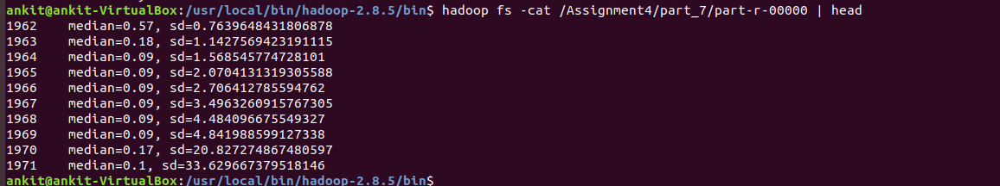 ankit@ankit-VirtualBox:/usr/local/bin/hadoop-2.8.5/bin$ hadoop fs -cat /Assignment4/part_7/part-r-00000 | head
1962    median=0.57, sd=0.7639648431806878
1963    median=0.18, sd=1.1427569423191115
1964    median=0.09, sd=1.568545774728101
1965    median=0.09, sd=2.0704131319305588
1966    median=0.09, sd=2.706412785594762
1967    median=0.09, sd=3.4963260915767305
1968    median=0.09, sd=4.484096675549327
1969    median=0.09, sd=4.841988599127338
1970    median=0.17, sd=20.827274867480597
1971    median=0.1, sd=33.629667379518146
ankit@ankit-VirtualBox:/usr/local/bin/hadoop-2.8.5/bin$